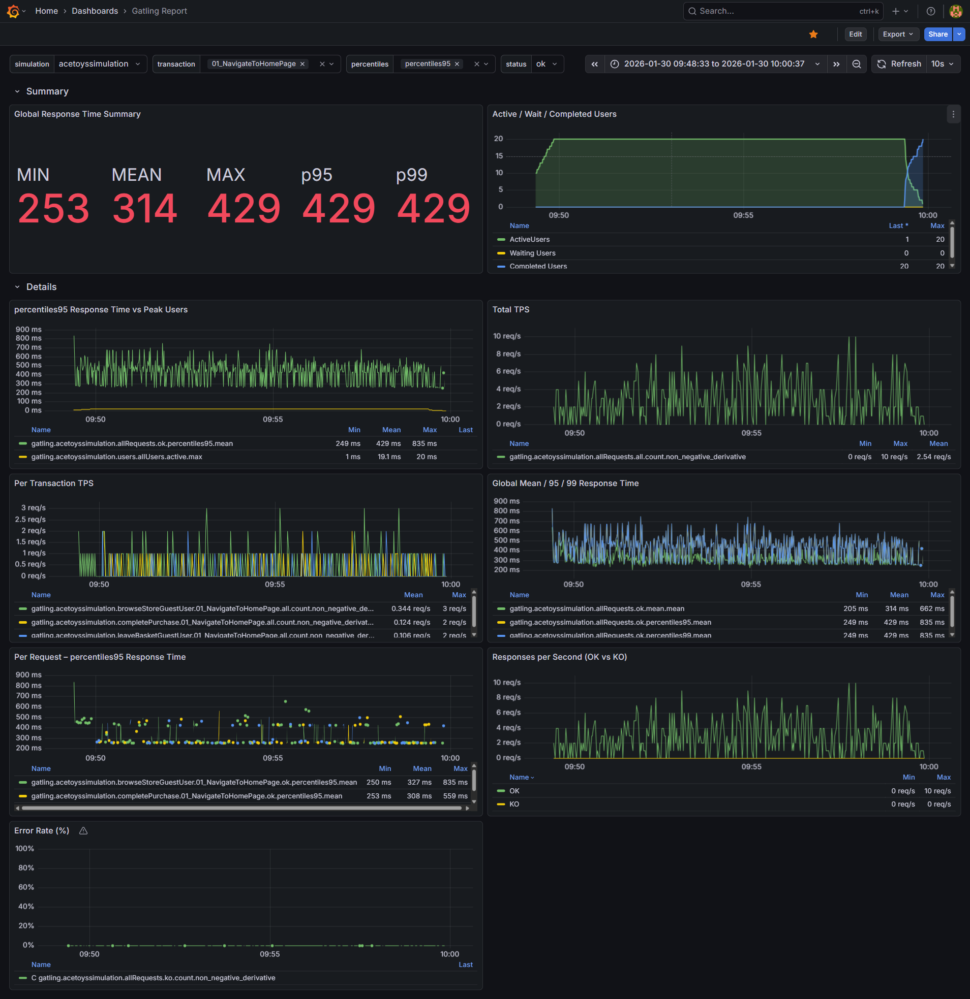 Home › Dashboards › Gatling Report
Search... ctrl+k
Edit Export Share
simulation acetoyssimulation transaction 01_NavigateToHomePage percentiles percentiles95 status ok 2026-01-30 09:48:33 to 2026-01-30 10:00:37 Refresh 10s
Summary
Global Response Time Summary
MIN MEAN MAX p95 p99
253 314 429 429 429
Active / Wait / Completed Users
20
15
10
5
0
09:50 09:55 10:00
Name Last * Max
ActiveUsers 1 20
Waiting Users 0 0
Completed Users 20 20
Details
percentiles95 Response Time vs Peak Users
900 ms
800 ms
700 ms
600 ms
500 ms
400 ms
300 ms
200 ms
100 ms
0 ms
09:50 09:55 10:00
Name Min Mean Max Last
gatling.acetoyssimulation.allRequests.ok.percentiles95.mean 249 ms 429 ms 835 ms
gatling.acetoyssimulation.users.allUsers.active.max 1 ms 19.1 ms 20 ms
Total TPS
10 req/s
8 req/s
6 req/s
4 req/s
2 req/s
0 req/s
09:50 09:55 10:00
Name Min Max Mean
gatling.acetoyssimulation.allRequests.all.count.non_negative_derivative 0 req/s 10 req/s 2.54 req/s
Per Transaction TPS
3 req/s
2.5 req/s
2 req/s
1.5 req/s
1 req/s
0.5 req/s
0 req/s
09:50 09:55 10:00
Name Mean Max
gatling.acetoyssimulation.browseStoreGuestUser.01_NavigateToHomePage.all.count.non_negative_de... 0.344 req/s 3 req/s
gatling.acetoyssimulation.completePurchase.01_NavigateToHomePage.all.count.non_negative_derivat... 0.124 req/s 2 req/s
gatling.acetoyssimulation.leaveBasketGuestUser.01_NavigateToHomePage.all.count.non_negative_der... 0.106 req/s 2 req/s
Global Mean / 95 / 99 Response Time
900 ms
800 ms
700 ms
600 ms
500 ms
400 ms
300 ms
200 ms
09:50 09:55 10:00
Name Min Mean Max
gatling.acetoyssimulation.allRequests.ok.mean.mean 205 ms 314 ms 662 ms
gatling.acetoyssimulation.allRequests.ok.percentiles95.mean 249 ms 429 ms 835 ms
gatling.acetoyssimulation.allRequests.ok.percentiles99.mean 249 ms 429 ms 835 ms
Per Request – percentiles95 Response Time
900 ms
800 ms
700 ms
600 ms
500 ms
400 ms
300 ms
200 ms
09:50 09:55 10:00
Name Min Mean Max
gatling.acetoyssimulation.browseStoreGuestUser.01_NavigateToHomePage.ok.percentiles95.mean 250 ms 327 ms 835 ms
gatling.acetoyssimulation.completePurchase.01_NavigateToHomePage.ok.percentiles95.mean 253 ms 308 ms 559 ms
Responses per Second (OK vs KO)
10 req/s
8 req/s
6 req/s
4 req/s
2 req/s
0 req/s
09:50 09:55 10:00
Name Min Max
OK 0 req/s 10 req/s
KO 0 req/s 0 req/s
Error Rate (%)
100%
80%
60%
40%
20%
0%
09:50 09:55 10:00
Name Last
C gatling.acetoyssimulation.allRequests.ko.count.non_negative_derivative